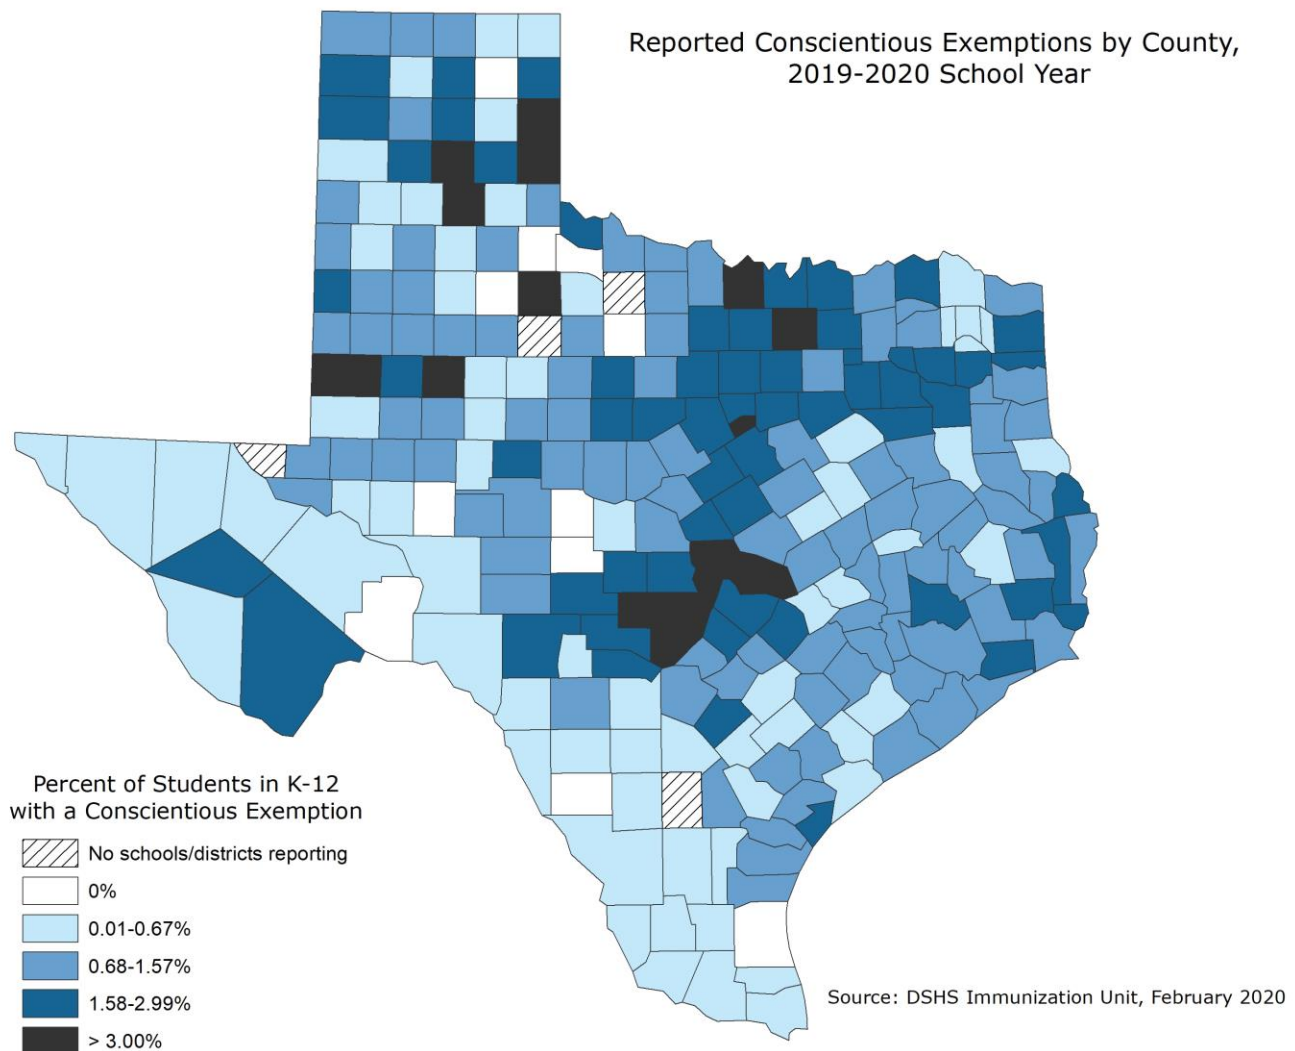 Reported Conscientious Exemptions by County,
2019-2020 School Year
Percent of Students in K-12
with a Conscientious Exemption
No schools/districts reporting
0%
0.01-0.67%
0.68-1.57%
1.58-2.99%
> 3.00%
Source: DSHS Immunization Unit, February 2020